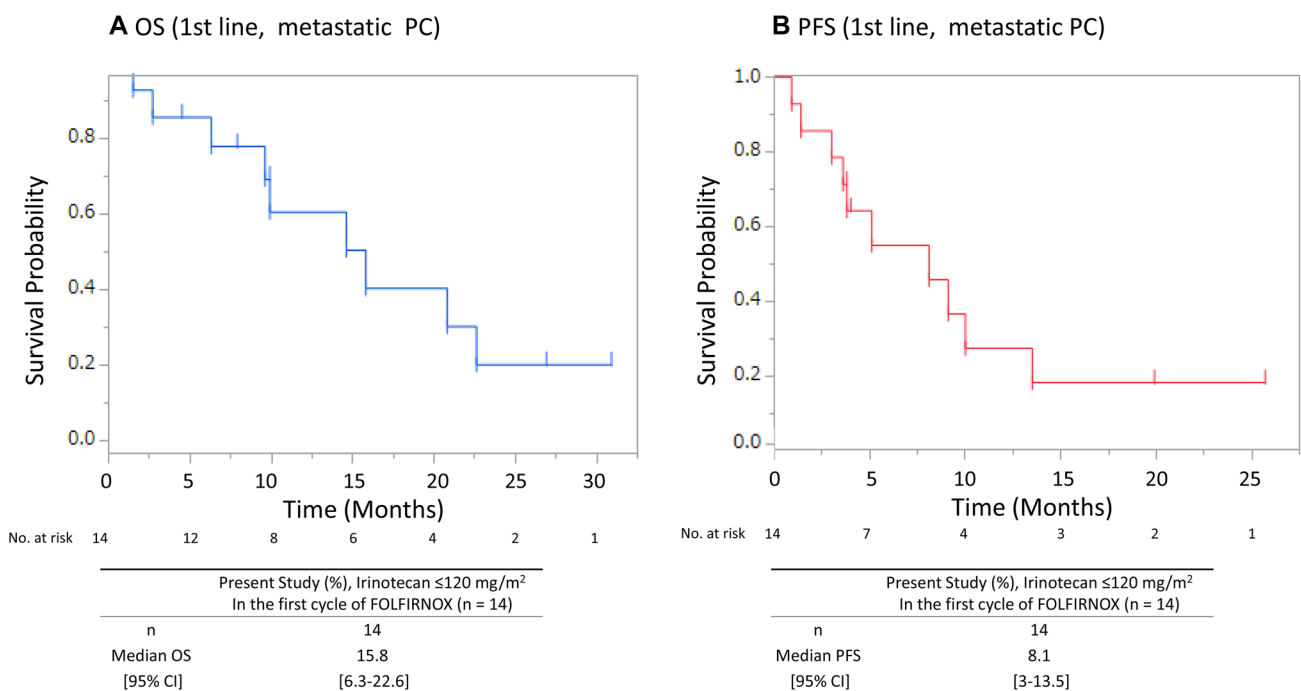 A OS (1st line,  metastatic  PC)
Survival Probability
0.8
0.6
0.4
0.2
0.0
0 5 10 15 20 25 30
Time (Months)
No. at risk 14 12 8 6 4 2 1
Present Study (%), Irinotecan ≤120 mg/m²
In the first cycle of FOLFIRNOX (n = 14)
n 14
Median OS 15.8
[95% CI] [6.3-22.6]
B PFS (1st line,  metastatic PC)
Survival Probability
1.0
0.8
0.6
0.4
0.2
0.0
0 5 10 15 20 25
Time (Months)
No. at risk 14 7 4 3 2 1
Present Study (%), Irinotecan ≤120 mg/m²
In the first cycle of FOLFIRNOX (n = 14)
n 14
Median PFS 8.1
[95% CI] [3-13.5]